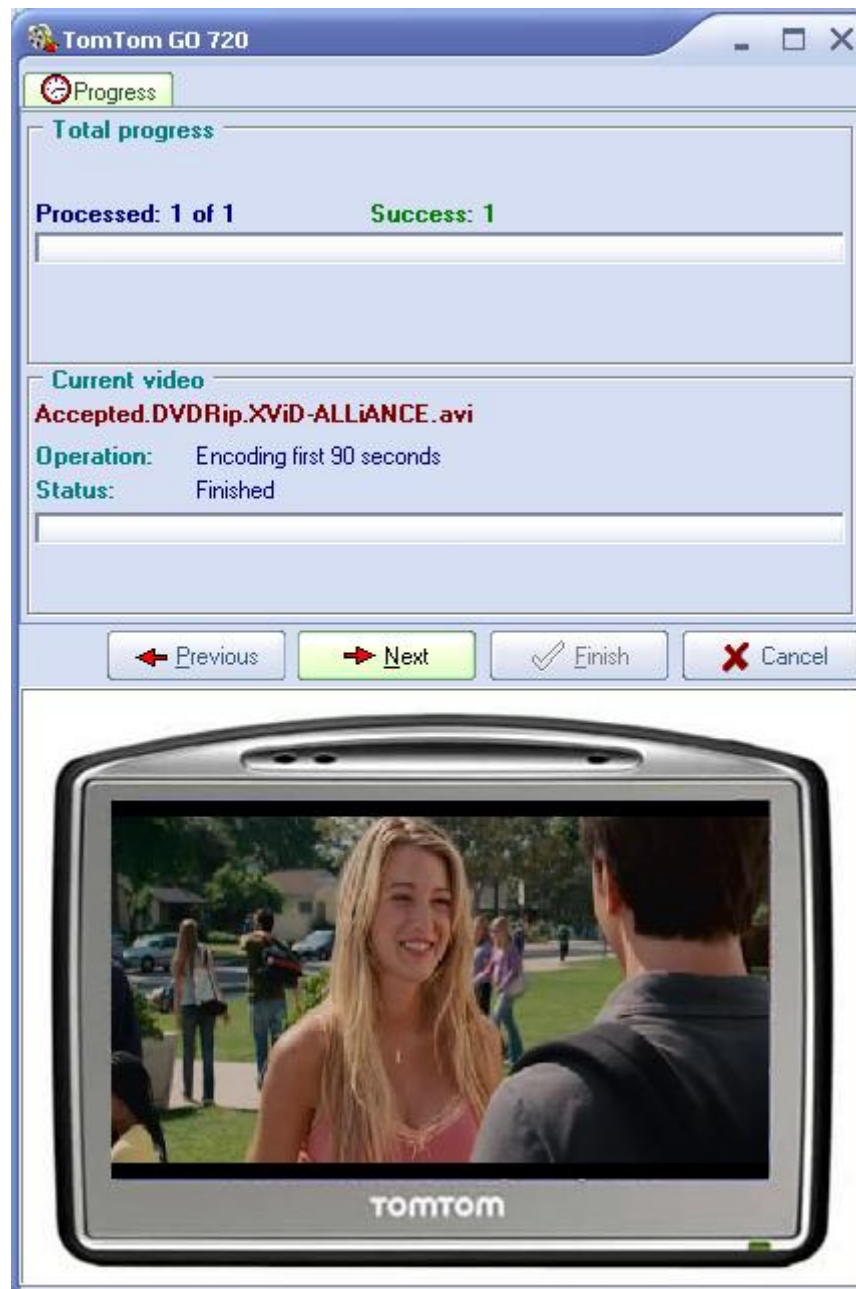 TomTom GO 720
Progress
Total progress
Processed: 1 of 1 Success: 1
Current video
Accepted.DVDRip.XViD-ALLiANCE.avi
Operation: Encoding first 90 seconds
Status: Finished
Previous Next Finish Cancel
TOMTOM